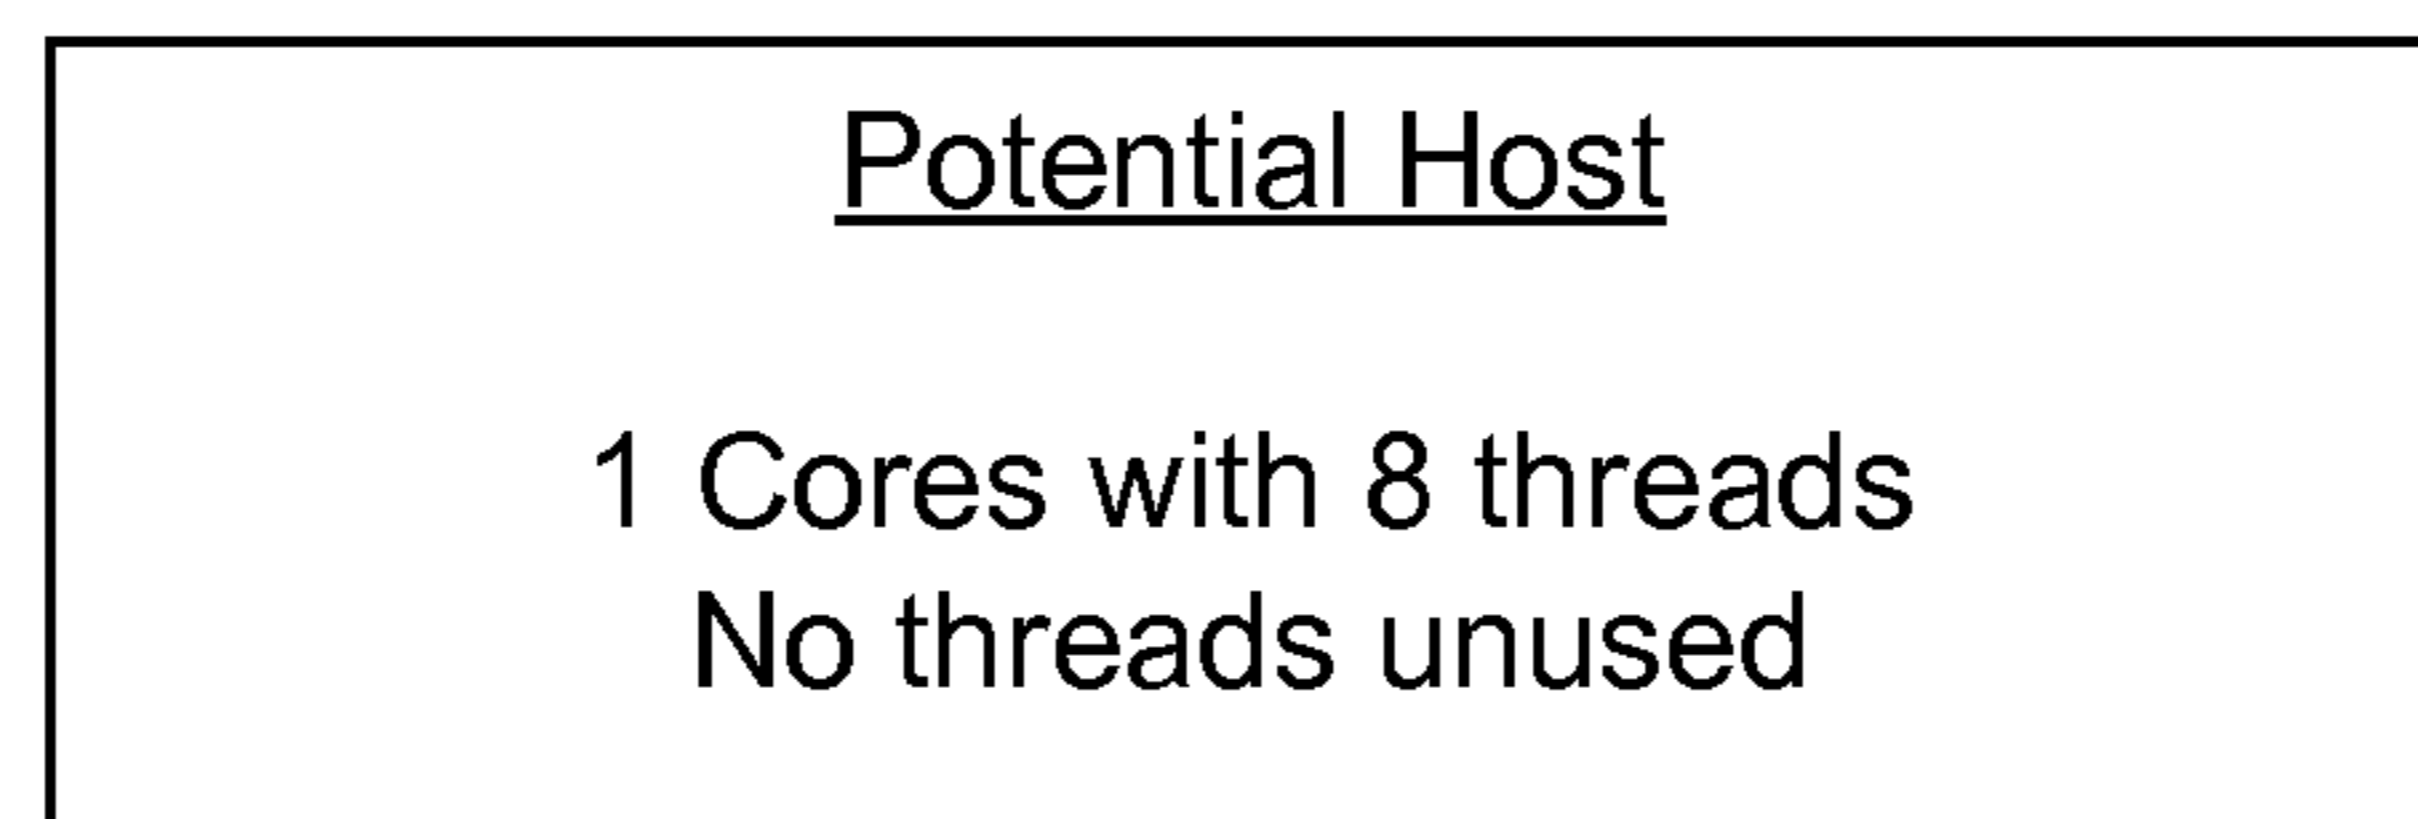 Potential Host
1 Cores with 8 threads
No threads unused